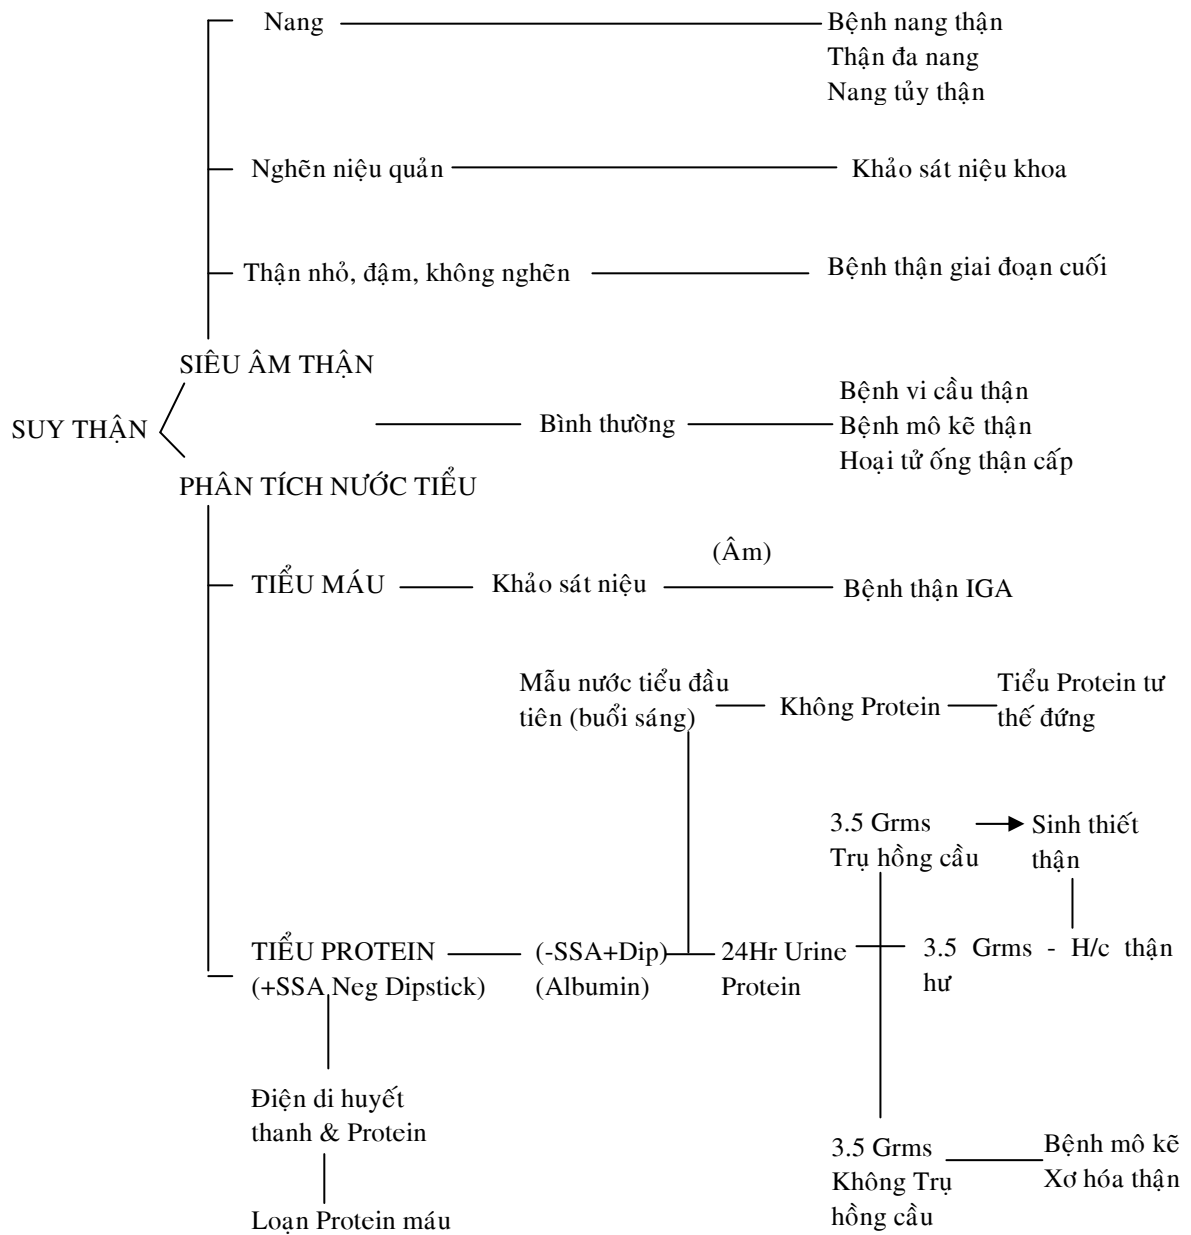 Nang
Bệnh nang thận
Thận đa nang
Nang tủy thận
Nghẽn niệu quản
Khảo sát niệu khoa
Thận nhỏ, đậm, không nghẽn
Bệnh thận giai đoạn cuối
SIÊU ÂM THẬN
SUY THẬN
Bình thường
Bệnh vi cầu thận
Bệnh mô kẽ thận
Hoại tử ống thận cấp
PHÂN TÍCH NƯỚC TIỂU
TIỂU MÁU
Khảo sát niệu
(Âm)
Bệnh thận IGA
Mẫu nước tiểu đầu
tiên (buổi sáng)
Không Protein
Tiểu Protein tư
thế đứng
3.5 Grms
Trụ hồng cầu
Sinh thiết
thận
TIỂU PROTEIN
(+SSA Neg Dipstick)
(-SSA+Dip)
(Albumin)
24Hr Urine
Protein
3.5 Grms - H/c thận
hư
Điện di huyết
thanh & Protein
Loạn Protein máu
3.5 Grms
Không Trụ
hồng cầu
Bệnh mô kẽ
Xơ hóa thận